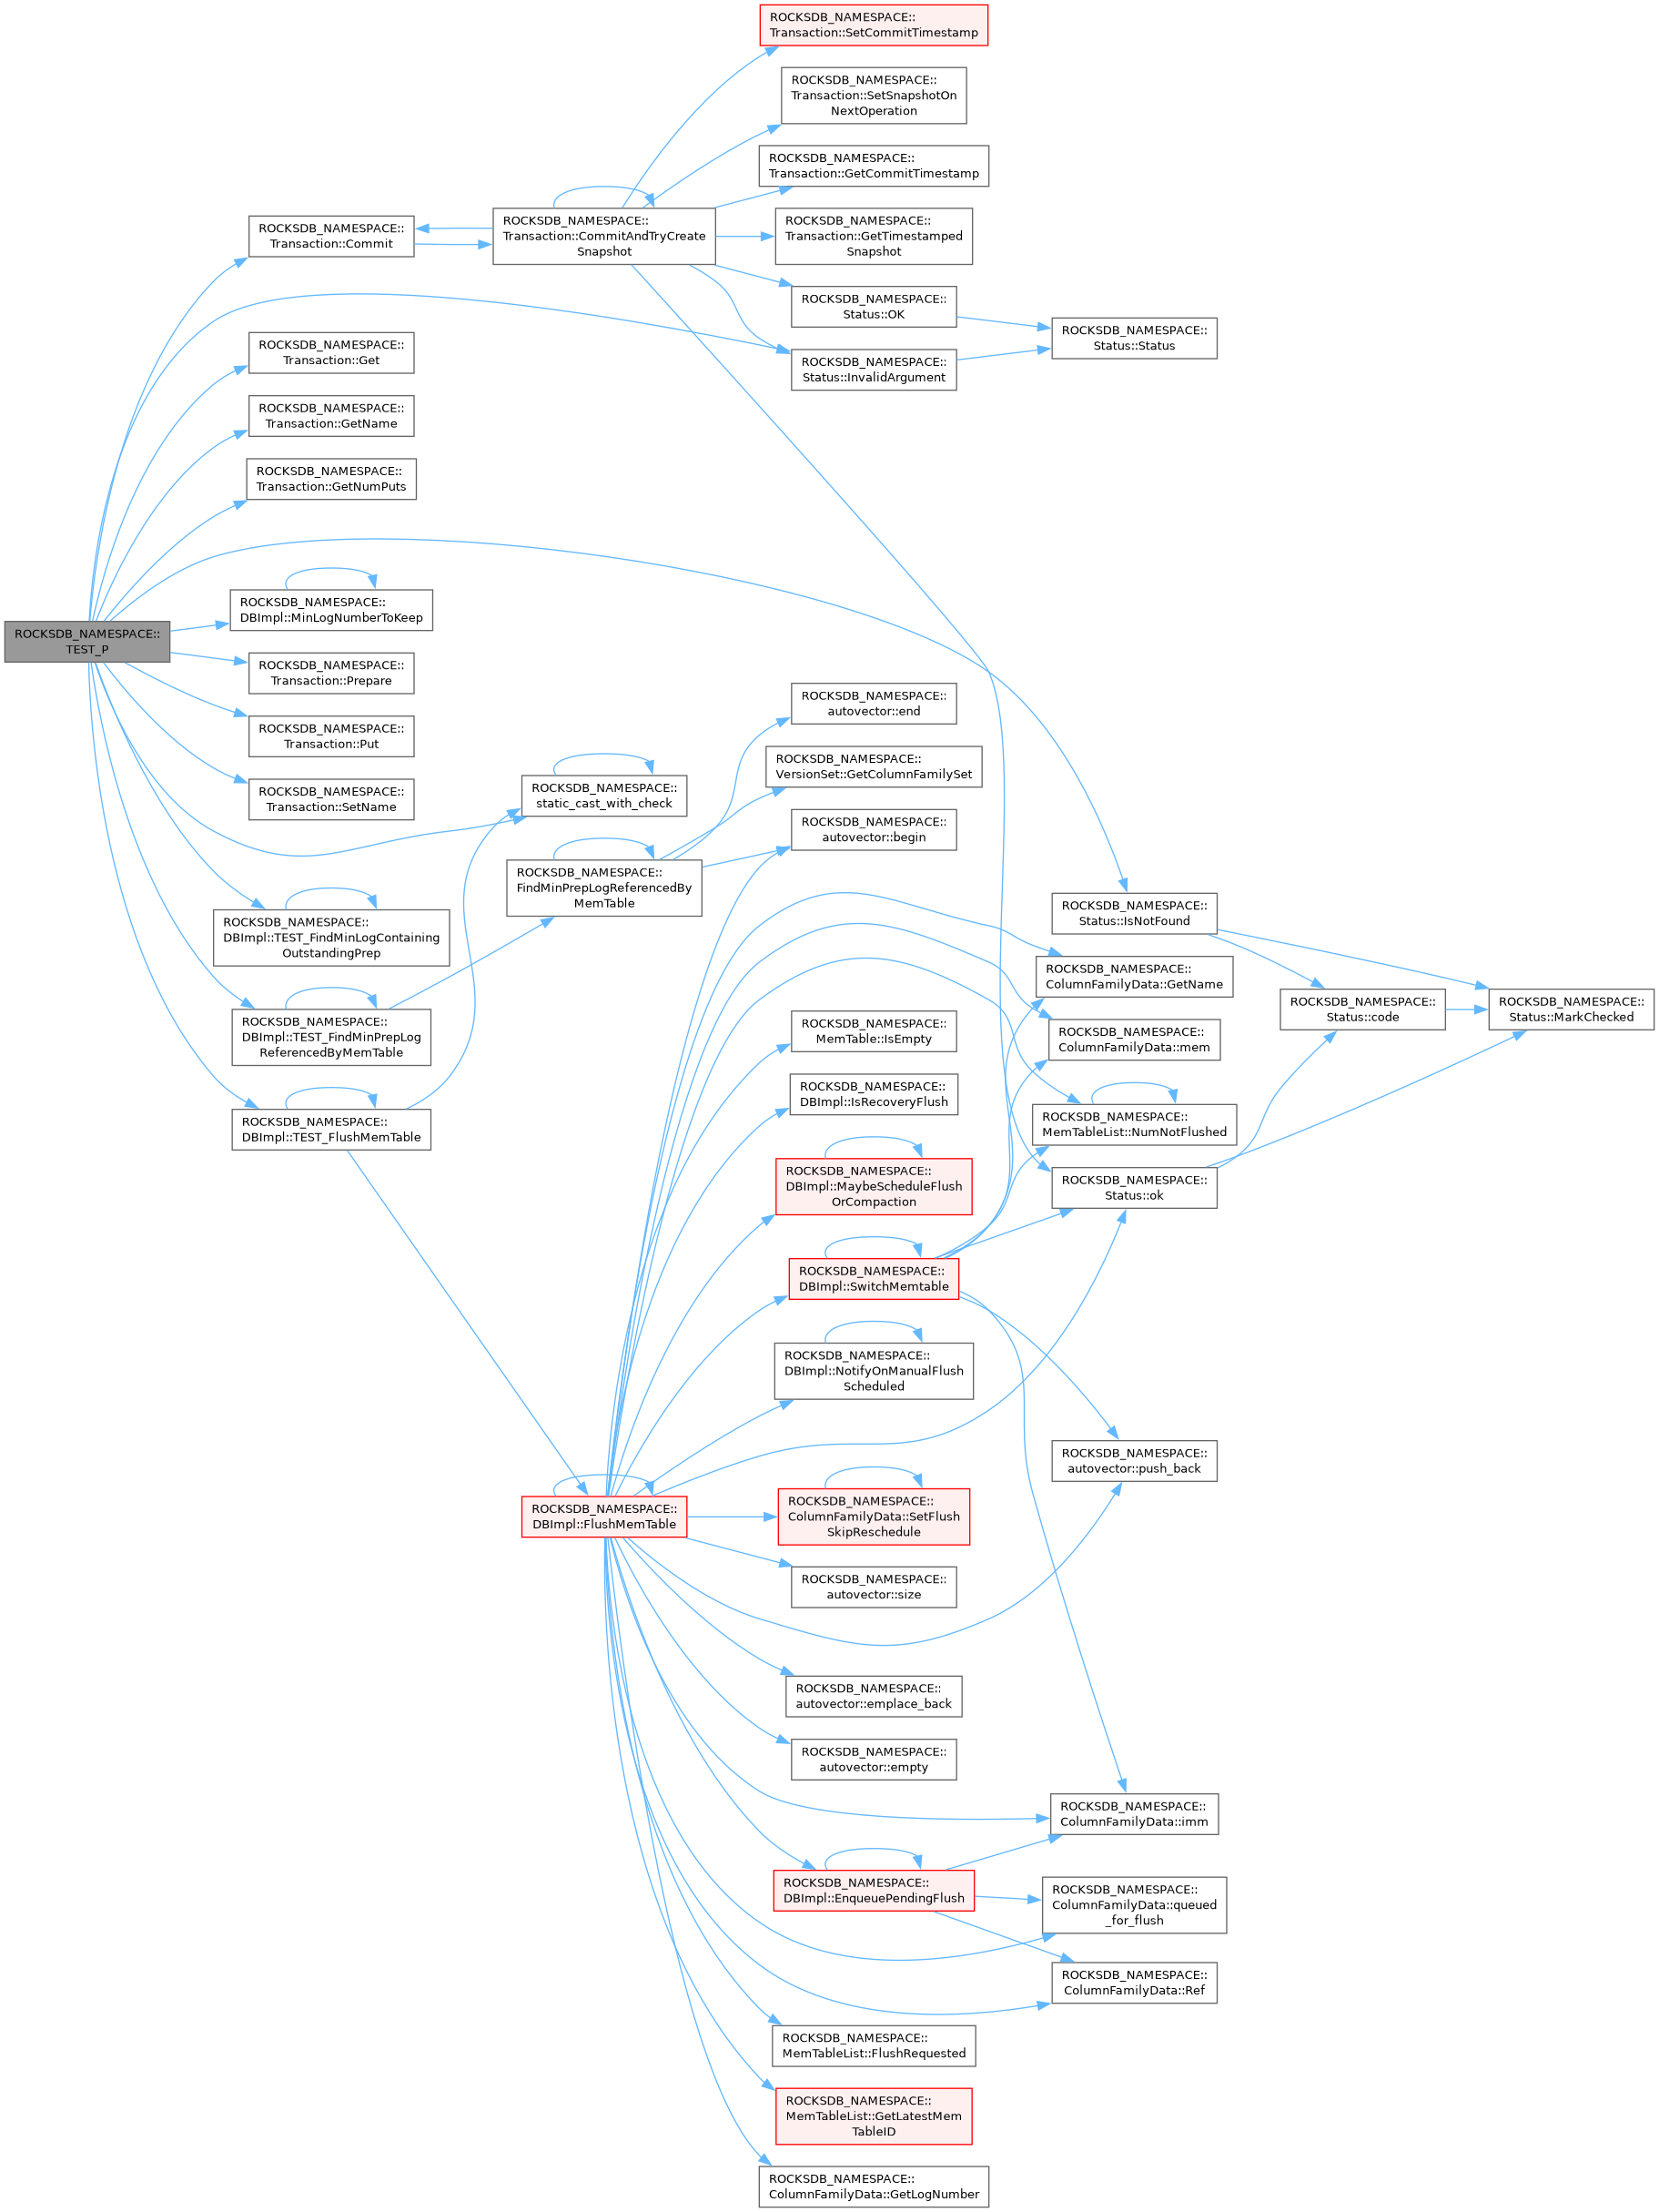 ROCKSDB_NAMESPACE::
TEST_P
ROCKSDB_NAMESPACE::
Transaction::Commit
ROCKSDB_NAMESPACE::
Transaction::Get
ROCKSDB_NAMESPACE::
Transaction::GetName
ROCKSDB_NAMESPACE::
Transaction::GetNumPuts
ROCKSDB_NAMESPACE::
DBImpl::MinLogNumberToKeep
ROCKSDB_NAMESPACE::
Transaction::Prepare
ROCKSDB_NAMESPACE::
Transaction::Put
ROCKSDB_NAMESPACE::
Transaction::SetName
ROCKSDB_NAMESPACE::
DBImpl::TEST_FindMinLogContaining
OutstandingPrep
ROCKSDB_NAMESPACE::
DBImpl::TEST_FindMinPrepLog
ReferencedByMemTable
ROCKSDB_NAMESPACE::
DBImpl::TEST_FlushMemTable
ROCKSDB_NAMESPACE::
Transaction::CommitAndTryCreate
Snapshot
ROCKSDB_NAMESPACE::
static_cast_with_check
ROCKSDB_NAMESPACE::
FindMinPrepLogReferencedBy
MemTable
ROCKSDB_NAMESPACE::
DBImpl::FlushMemTable
ROCKSDB_NAMESPACE::
Transaction::SetCommitTimestamp
ROCKSDB_NAMESPACE::
Transaction::SetSnapshotOn
NextOperation
ROCKSDB_NAMESPACE::
Transaction::GetCommitTimestamp
ROCKSDB_NAMESPACE::
Transaction::GetTimestamped
Snapshot
ROCKSDB_NAMESPACE::
Status::OK
ROCKSDB_NAMESPACE::
Status::InvalidArgument
ROCKSDB_NAMESPACE::
autovector::end
ROCKSDB_NAMESPACE::
VersionSet::GetColumnFamilySet
ROCKSDB_NAMESPACE::
autovector::begin
ROCKSDB_NAMESPACE::
MemTable::IsEmpty
ROCKSDB_NAMESPACE::
DBImpl::IsRecoveryFlush
ROCKSDB_NAMESPACE::
DBImpl::MaybeScheduleFlush
OrCompaction
ROCKSDB_NAMESPACE::
DBImpl::SwitchMemtable
ROCKSDB_NAMESPACE::
DBImpl::NotifyOnManualFlush
Scheduled
ROCKSDB_NAMESPACE::
ColumnFamilyData::SetFlush
SkipReschedule
ROCKSDB_NAMESPACE::
autovector::size
ROCKSDB_NAMESPACE::
autovector::emplace_back
ROCKSDB_NAMESPACE::
autovector::empty
ROCKSDB_NAMESPACE::
DBImpl::EnqueuePendingFlush
ROCKSDB_NAMESPACE::
MemTableList::FlushRequested
ROCKSDB_NAMESPACE::
MemTableList::GetLatestMem
TableID
ROCKSDB_NAMESPACE::
ColumnFamilyData::GetLogNumber
ROCKSDB_NAMESPACE::
Status::Status
ROCKSDB_NAMESPACE::
Status::IsNotFound
ROCKSDB_NAMESPACE::
ColumnFamilyData::GetName
ROCKSDB_NAMESPACE::
ColumnFamilyData::mem
ROCKSDB_NAMESPACE::
MemTableList::NumNotFlushed
ROCKSDB_NAMESPACE::
Status::ok
ROCKSDB_NAMESPACE::
autovector::push_back
ROCKSDB_NAMESPACE::
ColumnFamilyData::imm
ROCKSDB_NAMESPACE::
ColumnFamilyData::queued
_for_flush
ROCKSDB_NAMESPACE::
ColumnFamilyData::Ref
ROCKSDB_NAMESPACE::
Status::code
ROCKSDB_NAMESPACE::
Status::MarkChecked